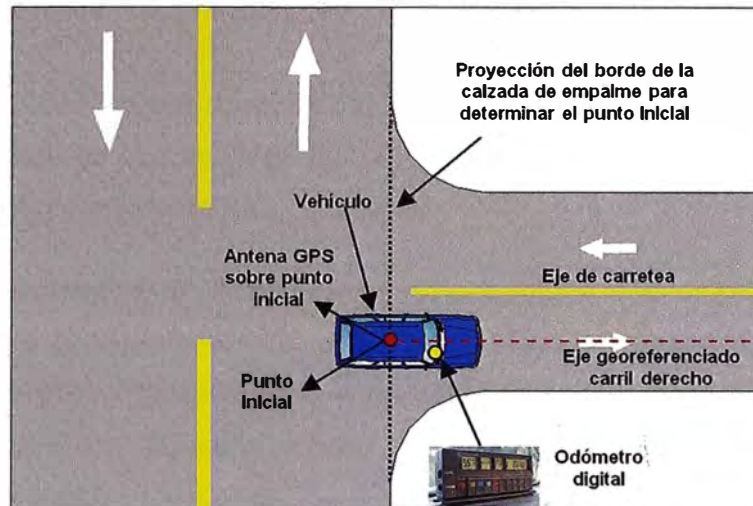 Proyección del borde de la
calzada de empalme para
determinar el punto inicial
Vehículo
Antena GPS
sobre punto
inicial
Eje de carretea
Eje georeferenciado
carril derecho
Punto
Inicial
Odómetro
digital